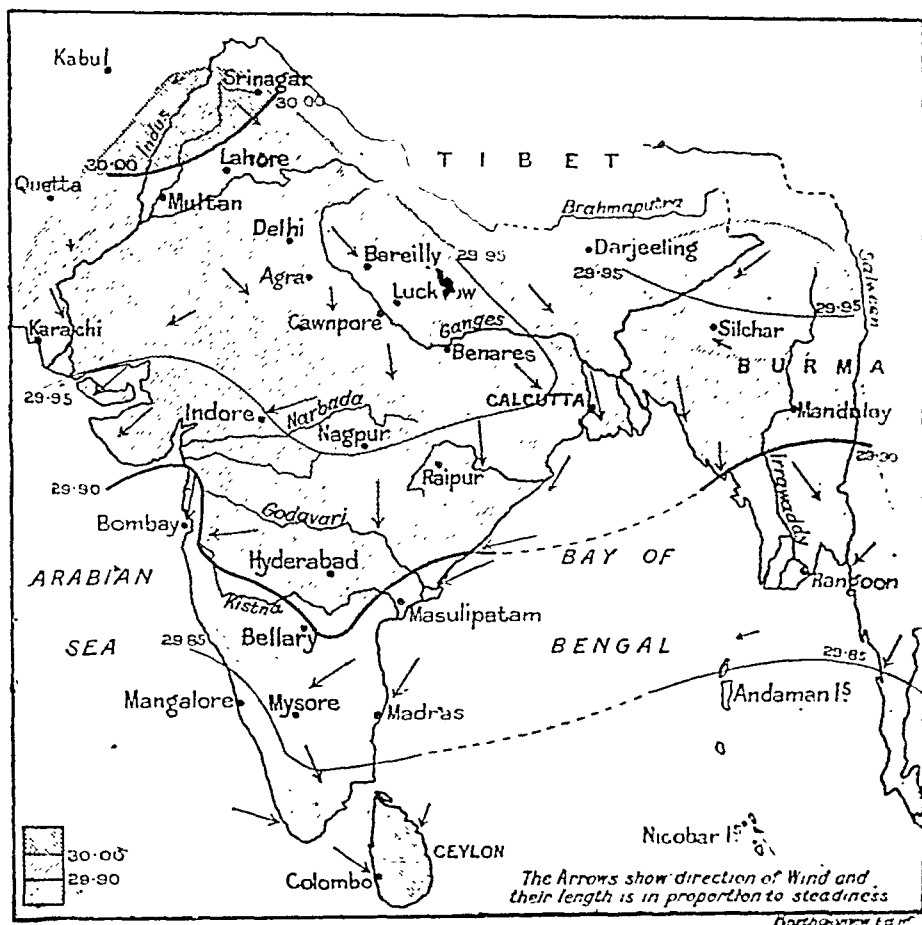 Kabul
Srinagar
30·00
Indus
30·00
Lahore
TIBET
Quetta
Multan
Brahmaputra
Delhi
Darjeeling
Bareilly
29·95
Agra
29·95
Salween
Lucknow
Karachi
Cawnpore
Ganges
29·95
Silchar
Benares
BURMA
29·95
CALCUTTA
Indore
Narbada
Mandalay
Nagpur
29·90
Raipur
Irrawaddy
Bombay
Godavari
BAY OF
Hyderabad
ARABIAN
Rangoon
Kistna
Masulipatam
Bellary
SEA
29·85
BENGAL
29·85
Mangalore
Mysore
Madras
Andaman Is
Nicobar Is
30·00
CEYLON
29·90
Colombo
The Arrows show direction of Wind and
their length is in proportion to steadiness